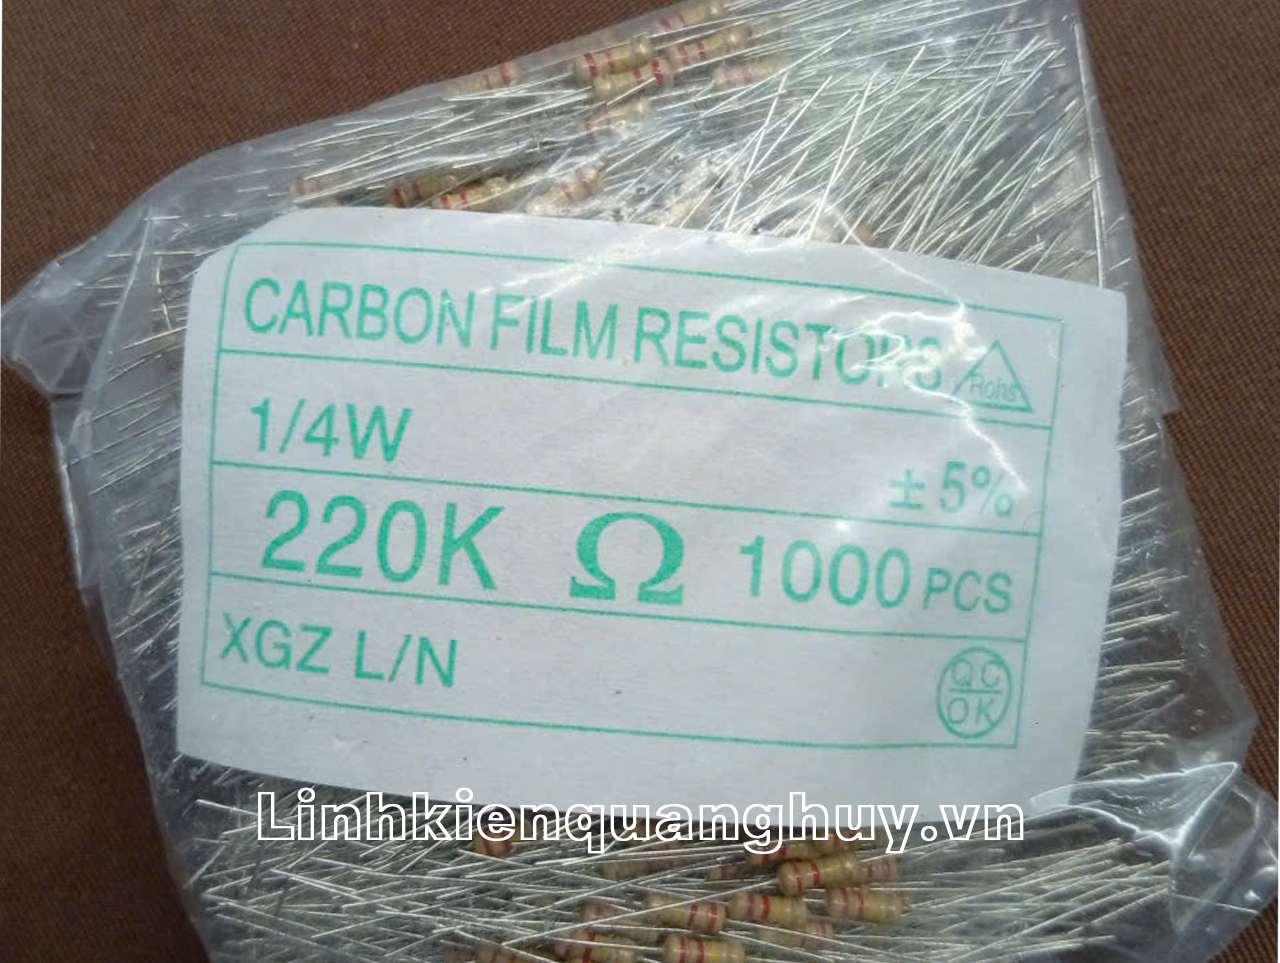 CARBON FILM RESISTORS
Rohs
1/4W
± 5%
220K Ω 1000 PCS
XGZ L/N
QC
OK
Linhkienquanghuy.vn